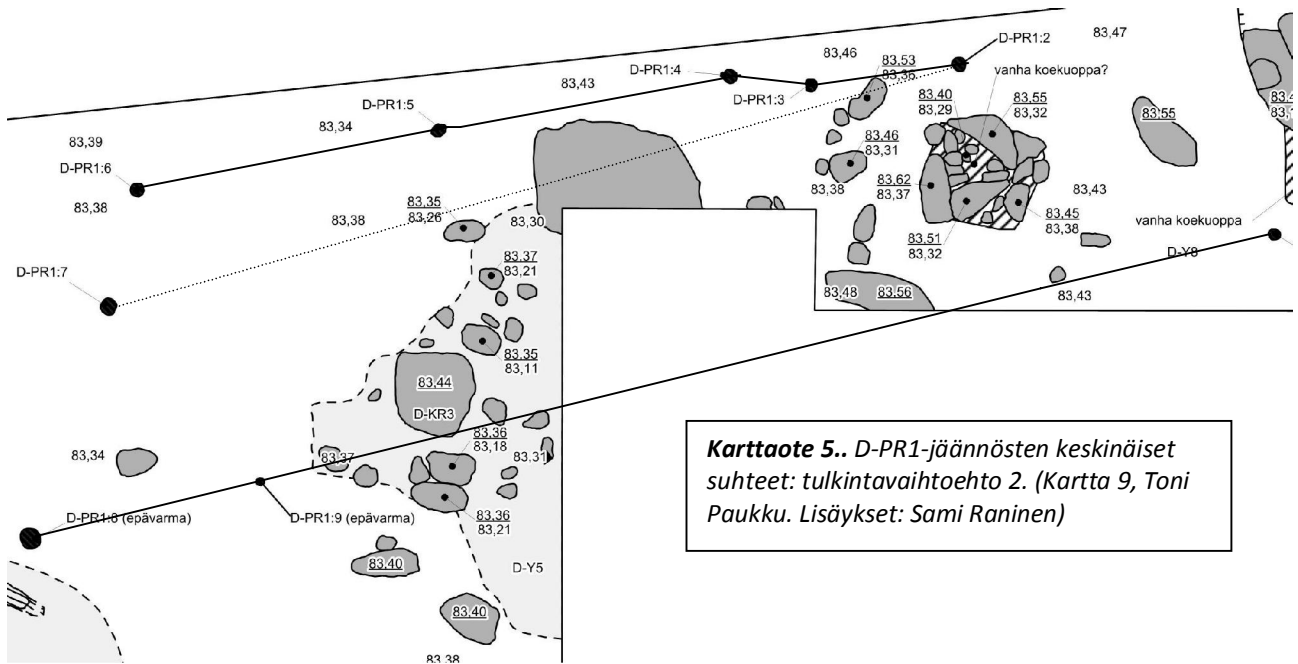 83,47
D-PR1:2
83,46
83,53
83,36
D-PR1:4
vanha koekuoppa?
83,43
D-PR1:3
83,40
83,29
83,55
83,32
83,55
D-PR1:5
83,34
83,39
D-PR1:6
83,46
83,31
83,38
83,62
83,37
83,43
83,38
83,38
83,35
83,26
83,30
83,45
83,38
vanha koekuoppa
83,51
83,32
D-Y8
D-PR1:7
83,37
83,21
83,48
83,56
83,43
83,35
83,11
83,44
D-KR3
83,36
83,18
83,34
83,37
83,31
D-PR1:8 (epävarma)
D-PR1:9 (epävarma)
83,36
83,21
83,40
D-Y5
83,40
83,38
Karttaote 5.. D-PR1-jäännösten keskinäiset
suhteet: tulkintavaihtoehto 2. (Kartta 9, Toni
Paukku. Lisäykset: Sami Raninen)